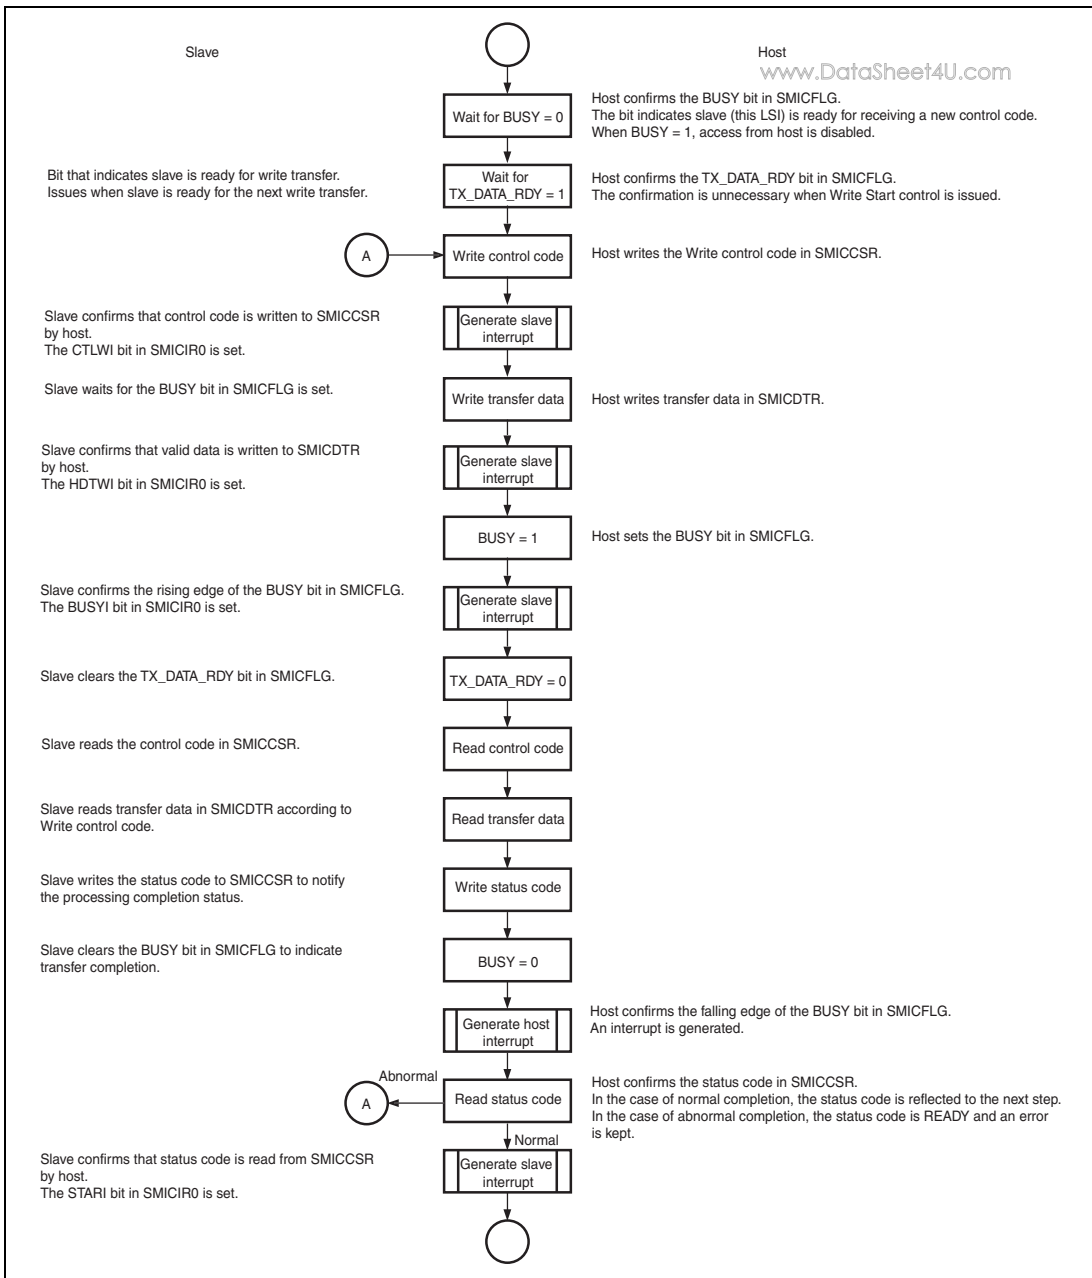 Slave
Host
www.DataSheet4U.com
Wait for BUSY = 0
Host confirms the BUSY bit in SMICFLG.
The bit indicates slave (this LSI) is ready for receiving a new control code.
When BUSY = 1, access from host is disabled.
Bit that indicates slave is ready for write transfer.
Issues when slave is ready for the next write transfer.
Wait for
TX_DATA_RDY = 1
Host confirms the TX_DATA_RDY bit in SMICFLG.
The confirmation is unnecessary when Write Start control is issued.
A
Write control code
Host writes the Write control code in SMICCSR.
Slave confirms that control code is written to SMICCSR
by host.
The CTLWI bit in SMICIR0 is set.
Generate slave
interrupt
Slave waits for the BUSY bit in SMICFLG is set.
Write transfer data
Host writes transfer data in SMICDTR.
Slave confirms that valid data is written to SMICDTR
by host.
The HDTWI bit in SMICIR0 is set.
Generate slave
interrupt
BUSY = 1
Host sets the BUSY bit in SMICFLG.
Slave confirms the rising edge of the BUSY bit in SMICFLG.
The BUSYI bit in SMICIR0 is set.
Generate slave
interrupt
Slave clears the TX_DATA_RDY bit in SMICFLG.
TX_DATA_RDY = 0
Slave reads the control code in SMICCSR.
Read control code
Slave reads transfer data in SMICDTR according to
Write control code.
Read transfer data
Slave writes the status code to SMICCSR to notify
the processing completion status.
Write status code
Slave clears the BUSY bit in SMICFLG to indicate
transfer completion.
BUSY = 0
Generate host
interrupt
Host confirms the falling edge of the BUSY bit in SMICFLG.
An interrupt is generated.
Abnormal
A
Read status code
Host confirms the status code in SMICCSR.
In the case of normal completion, the status code is reflected to the next step.
In the case of abnormal completion, the status code is READY and an error
is kept.
Normal
Slave confirms that status code is read from SMICCSR
by host.
The STARI bit in SMICIR0 is set.
Generate slave
interrupt